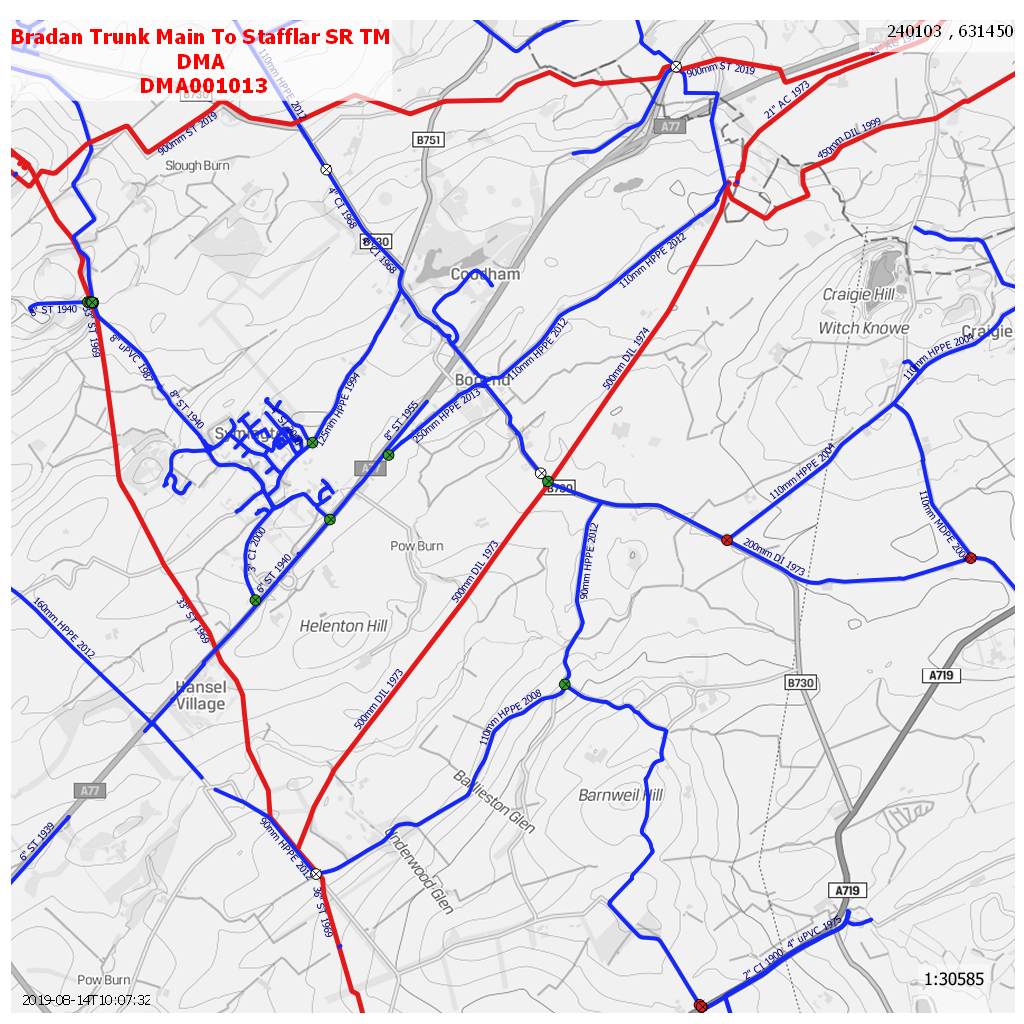 Bradan Trunk Main To Stafflar SR TM
DMA
DMA001013
240103 , 631450
110mm HPPE 2012
21" AC 1973
900mm ST 2019
B730
900mm ST 2019
21" AC 1973
A77
B751
450mm DIL 1999
Slough Burn
4" CI 1968
B730
CI 1968
Coodham
110mm HPPE 2012
Craigie Hill
Witch Knowe
Craigie
ST 1940
33" ST 1969
8" uPVC 1987
110mm HPPE 2012
500mm DIL 1974
110mm HPPE 2004
125mm HPPE 1994
8" ST 1940
8" ST 1955
250mm HPPE 2013
110mm HPPE 2004
110mm MDPE
B730
200mm DI 1973
Pow Burn
3" CI 2000
6" ST 1940
500mm DIL 1973
90mm HPPE 2012
160mm HPPE 2012
33" ST 1969
Helenton Hill
Hansel
Village
500mm DIL 1973
B730
A719
110mm HPPE 2008
A77
Baillieston Glen
Barnweil Hill
6" ST 1939
90mm HPPE 2012
Underwood Glen
36" ST 1969
A719
2" CI 1900; 4" uPVC 1975
Pow Burn
1:30585
2019-08-14T10:07:32